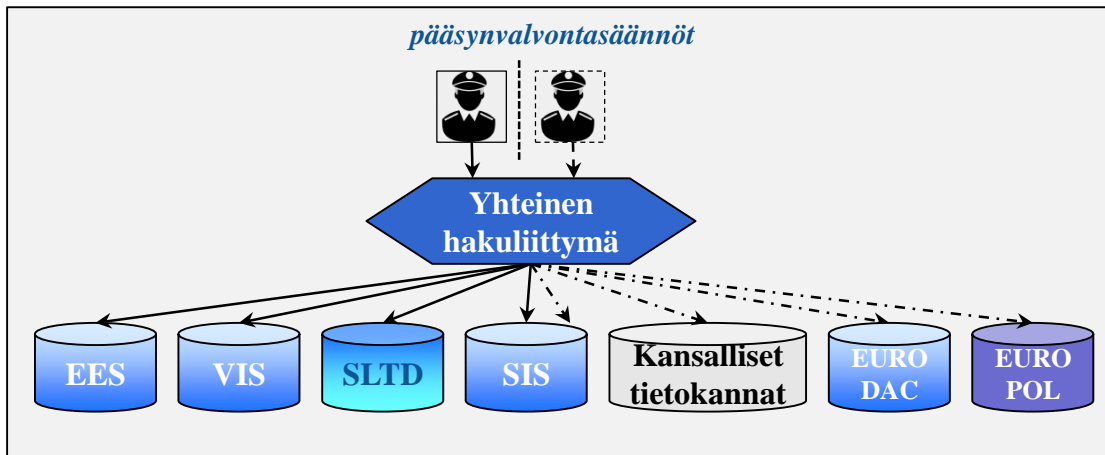 pääsynvalvontasäännöt
Yhteinen
hakuliittymä
EES
VIS
SLTD
SIS
Kansalliset
tietokannat
EURO
DAC
EURO
POL